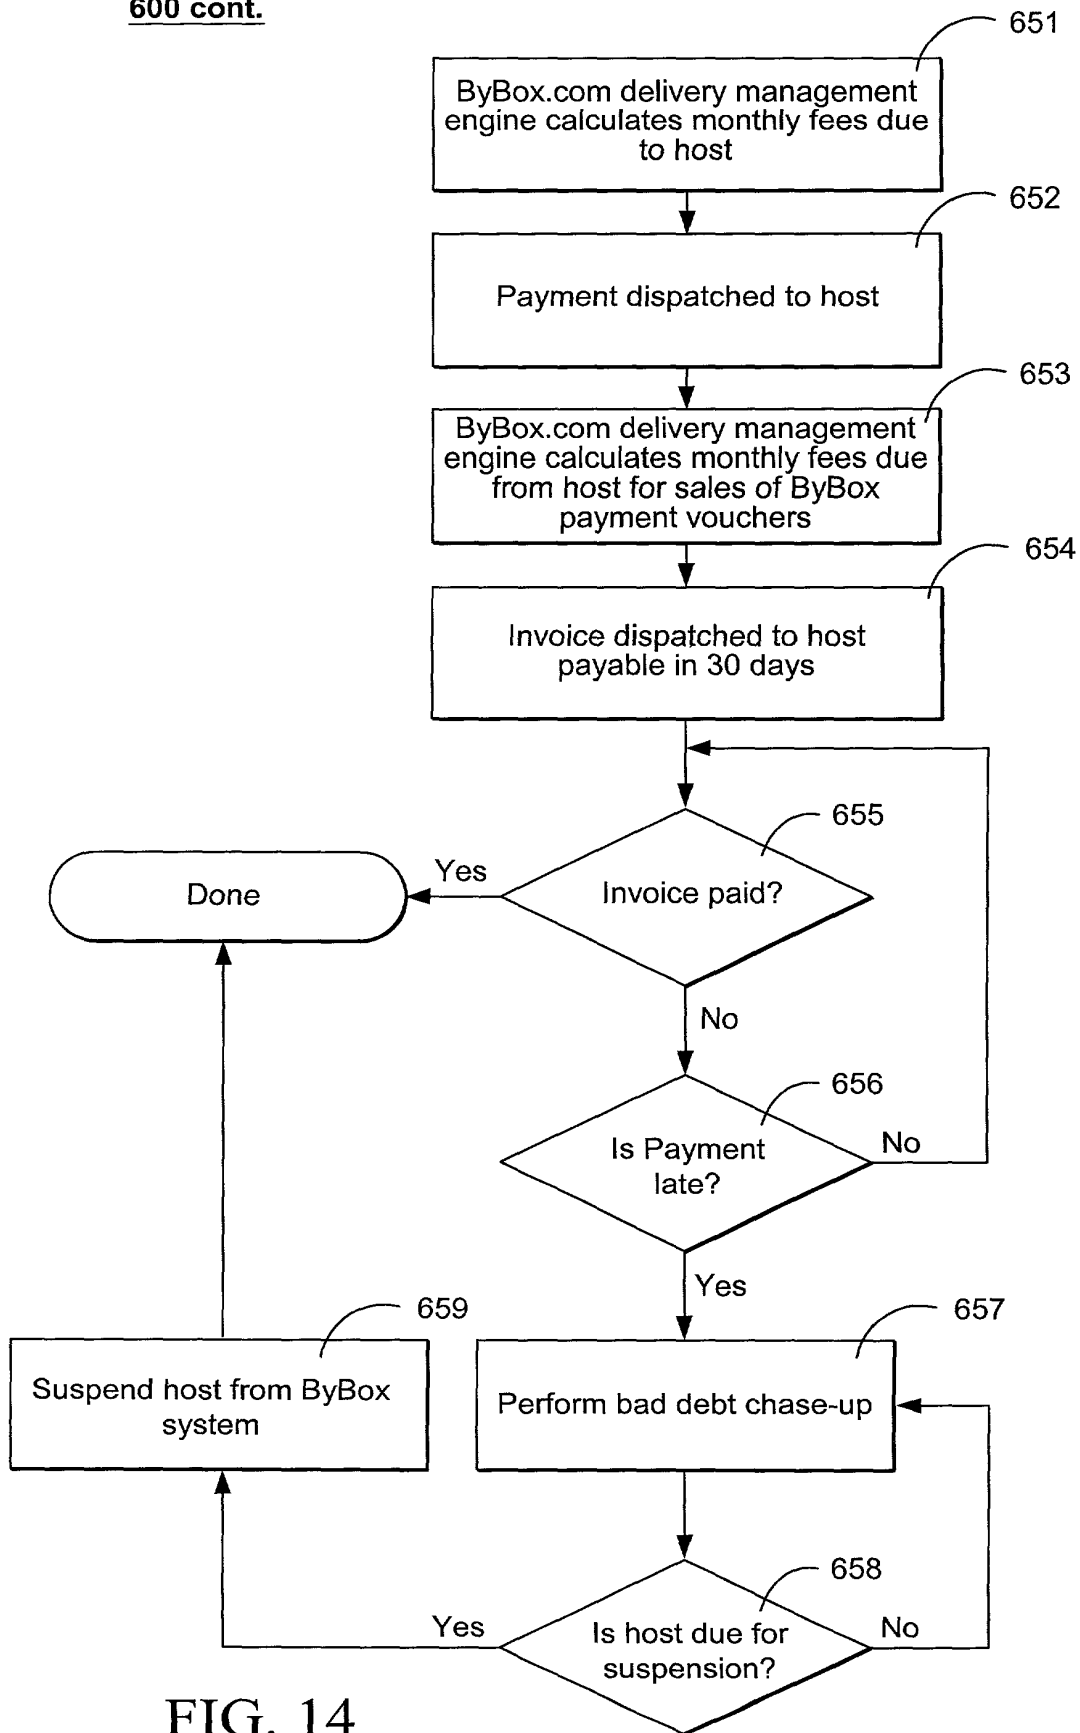 600 cont.
651
ByBox.com delivery management
engine calculates monthly fees due
to host
652
Payment dispatched to host
653
ByBox.com delivery management
engine calculates monthly fees due
from host for sales of ByBox
payment vouchers
654
Invoice dispatched to host
payable in 30 days
655
Yes
Done
Invoice paid?
No
656
Is Payment
late?
No
Yes
659
657
Suspend host from ByBox
system
Perform bad debt chase-up
658
Yes
Is host due for
suspension?
No
FIG. 14